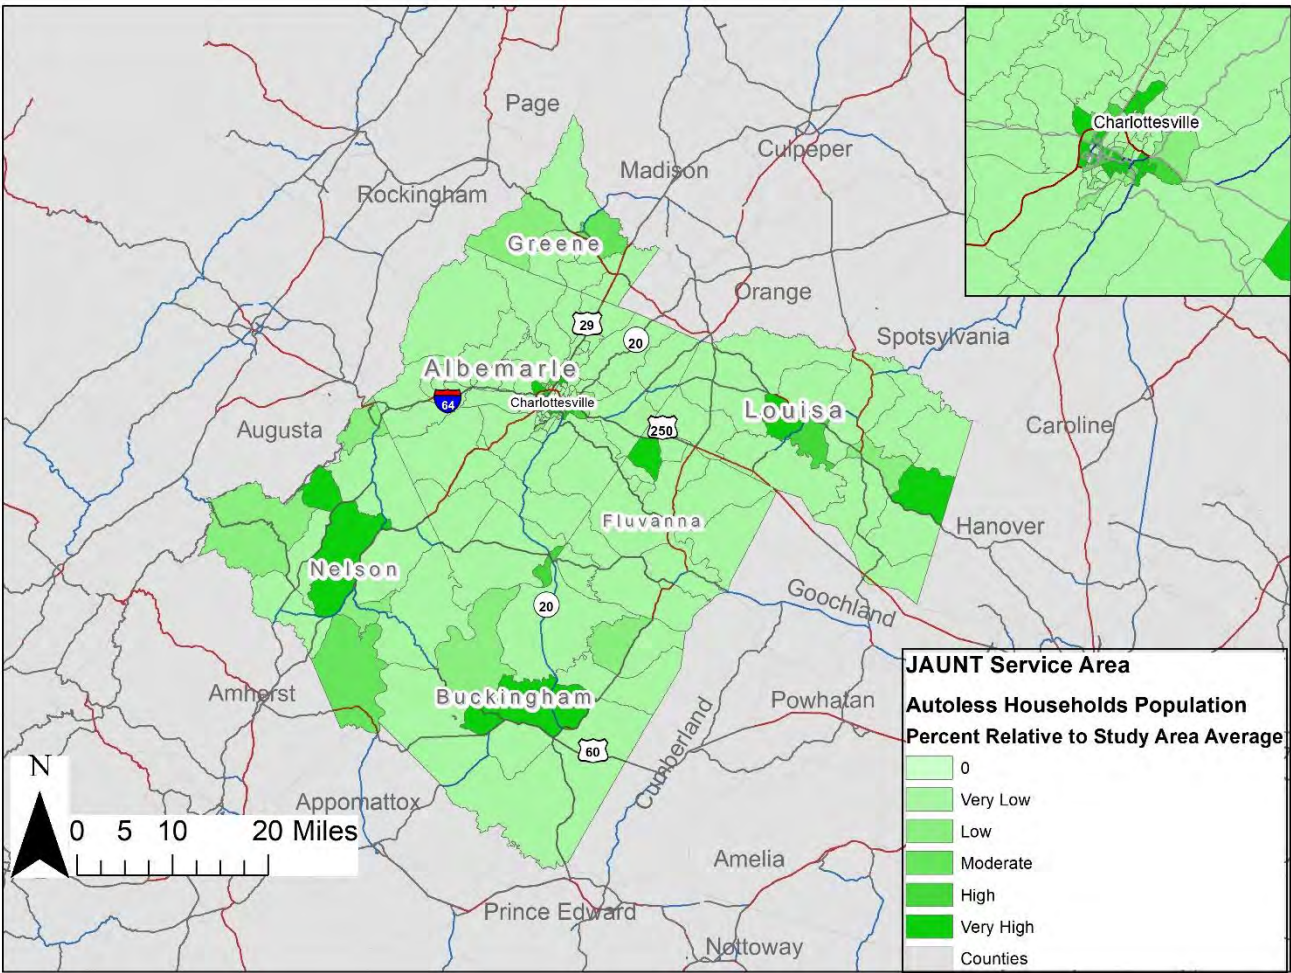 Page
Madison
Culpeper
Rockingham
Greene
Orange
29
20
Spotsylvania
Albemarle
64
Charlottesville
Louisa
250
Augusta
Caroline
Fluvanna
Hanover
Nelson
20
Goochland
Amherst
Buckingham
Powhatan
60
Cumberland
Appomattox
Amelia
Prince Edward
Nottoway
Charlottesville
N
0 5 10 20 Miles
JAUNT Service Area
Autoless Households Population
Percent Relative to Study Area Average
0
Very Low
Low
Moderate
High
Very High
Counties